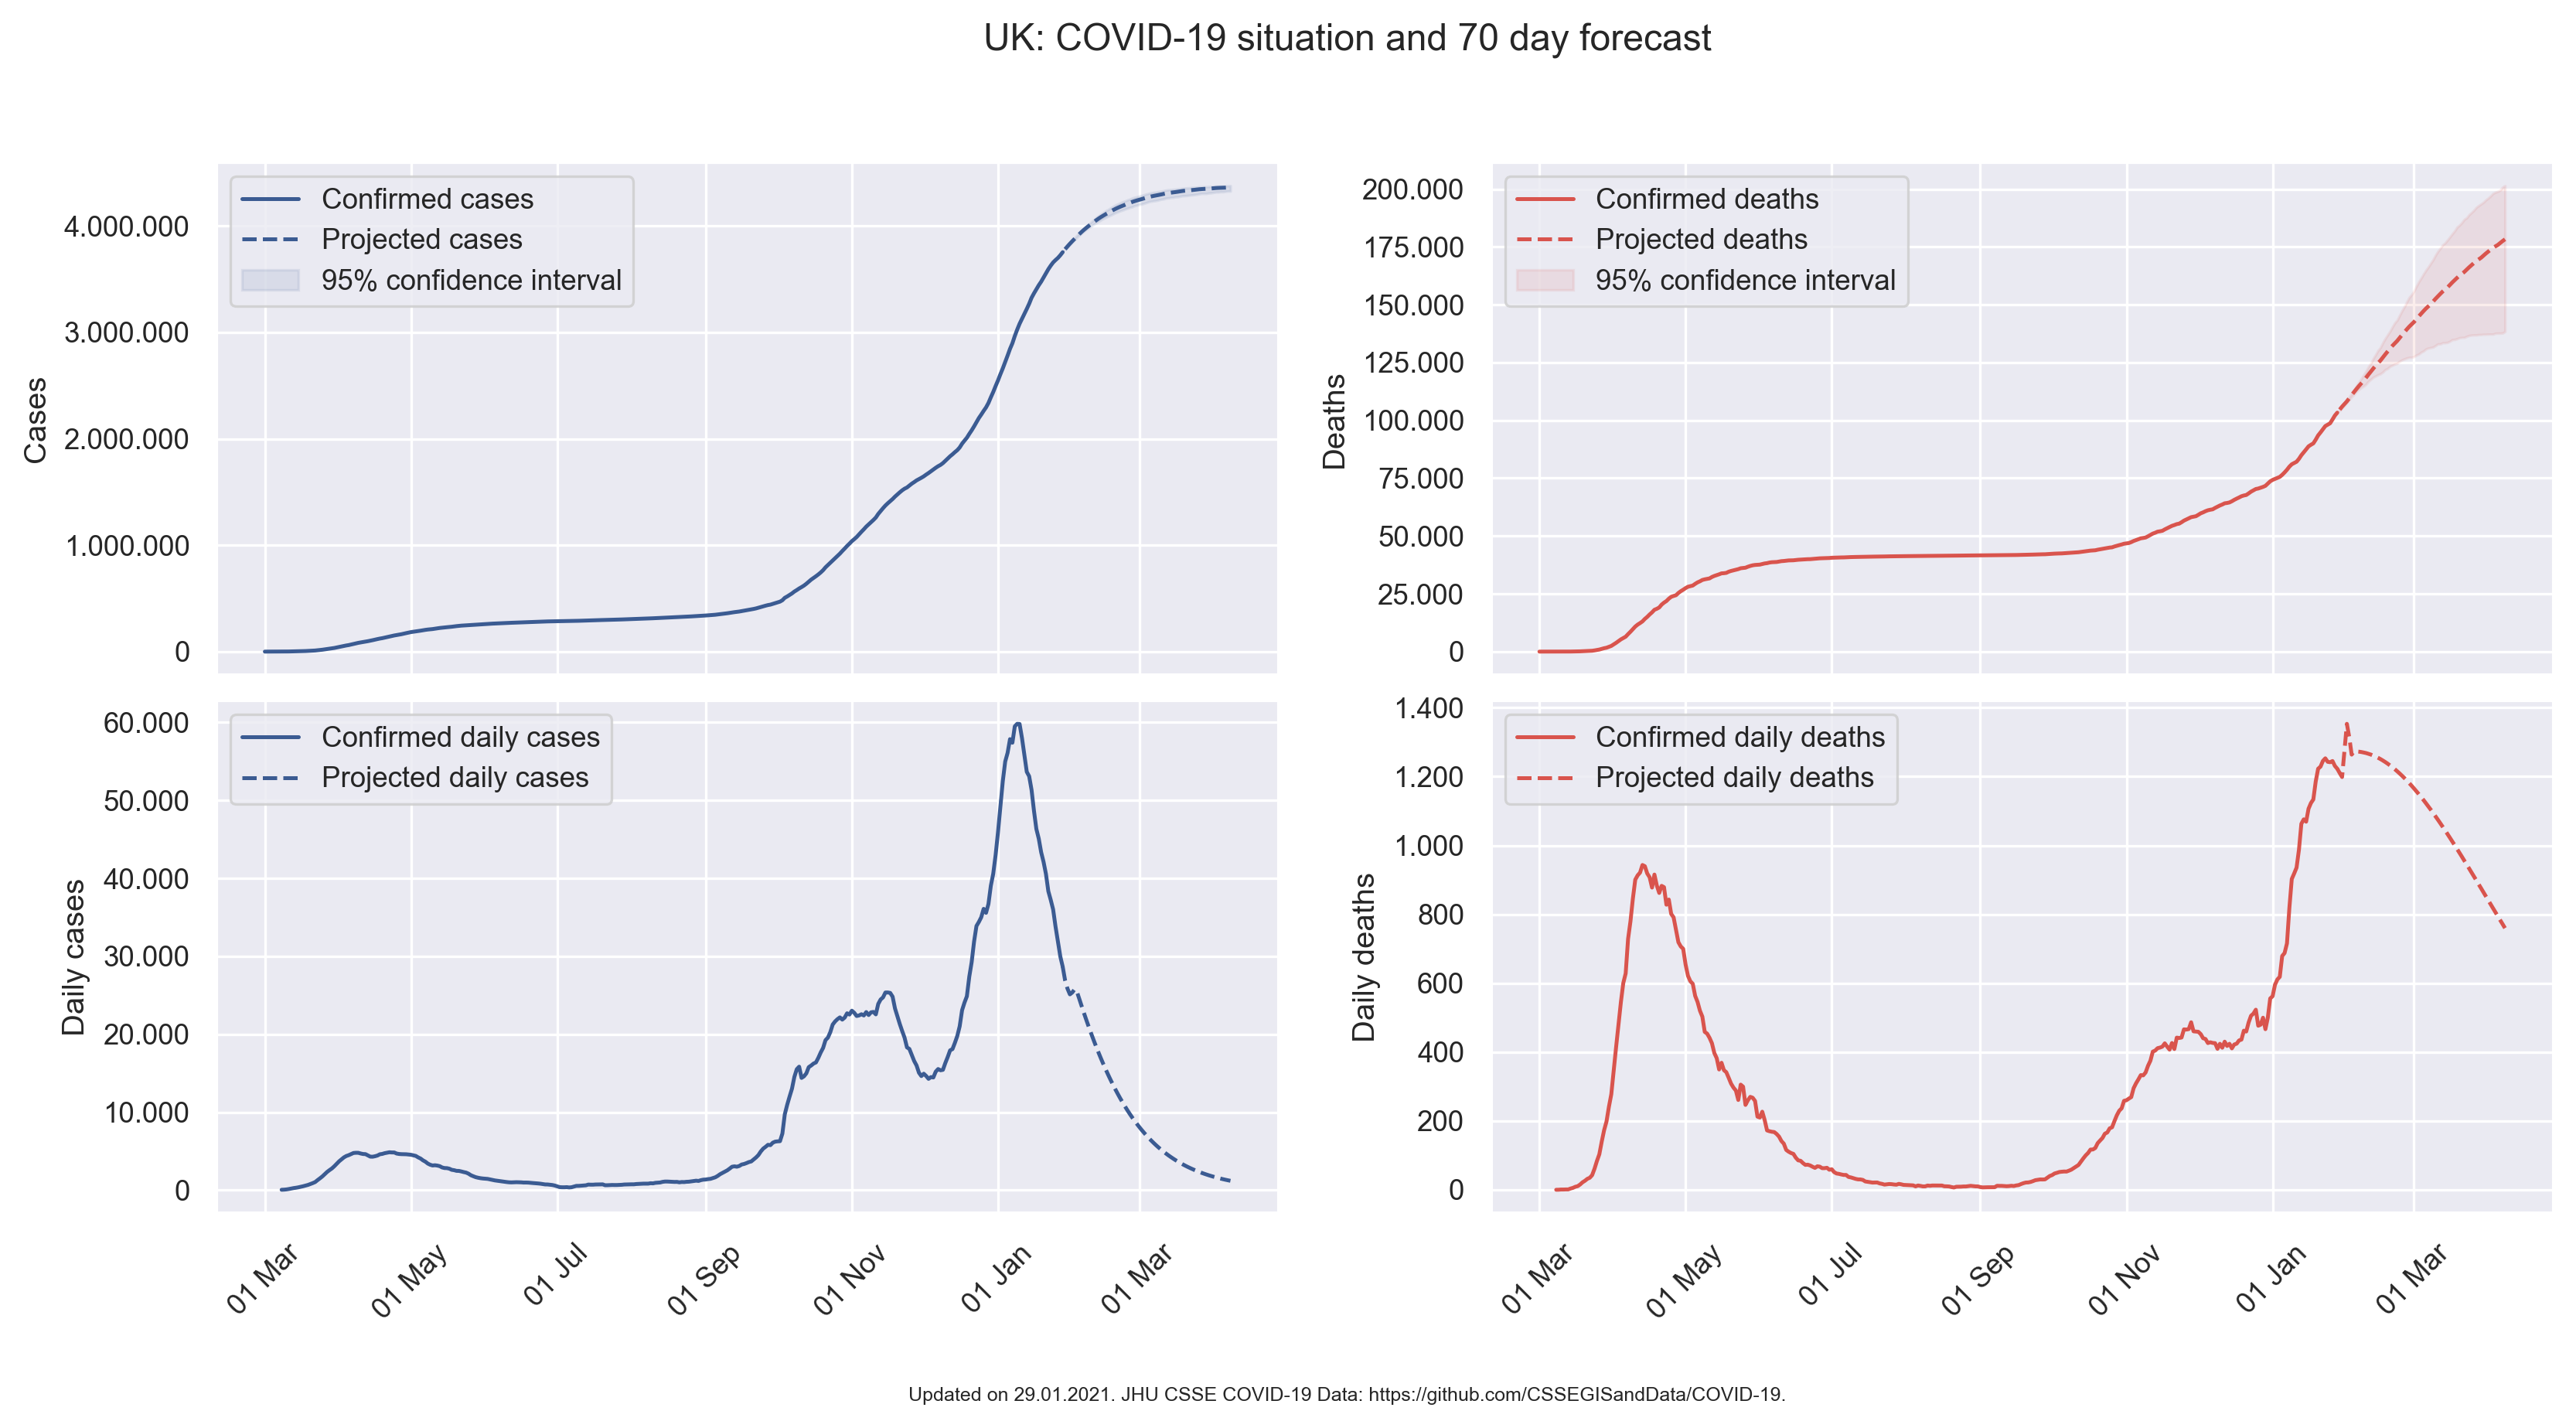 UK: COVID-19 situation and 70 day forecast
Confirmed cases
Projected cases
95% confidence interval
4.000.000
3.000.000
2.000.000
1.000.000
0
Cases
Confirmed deaths
Projected deaths
95% confidence interval
200.000
175.000
150.000
125.000
100.000
75.000
50.000
25.000
0
Deaths
Confirmed daily cases
Projected daily cases
60.000
50.000
40.000
30.000
20.000
10.000
0
Daily cases
01 Mar
01 May
01 Jul
01 Sep
01 Nov
01 Jan
01 Mar
Confirmed daily deaths
Projected daily deaths
1.400
1.200
1.000
800
600
400
200
0
Daily deaths
01 Mar
01 May
01 Jul
01 Sep
01 Nov
01 Jan
01 Mar
Updated on 29.01.2021. JHU CSSE COVID-19 Data: https://github.com/CSSEGISandData/COVID-19.